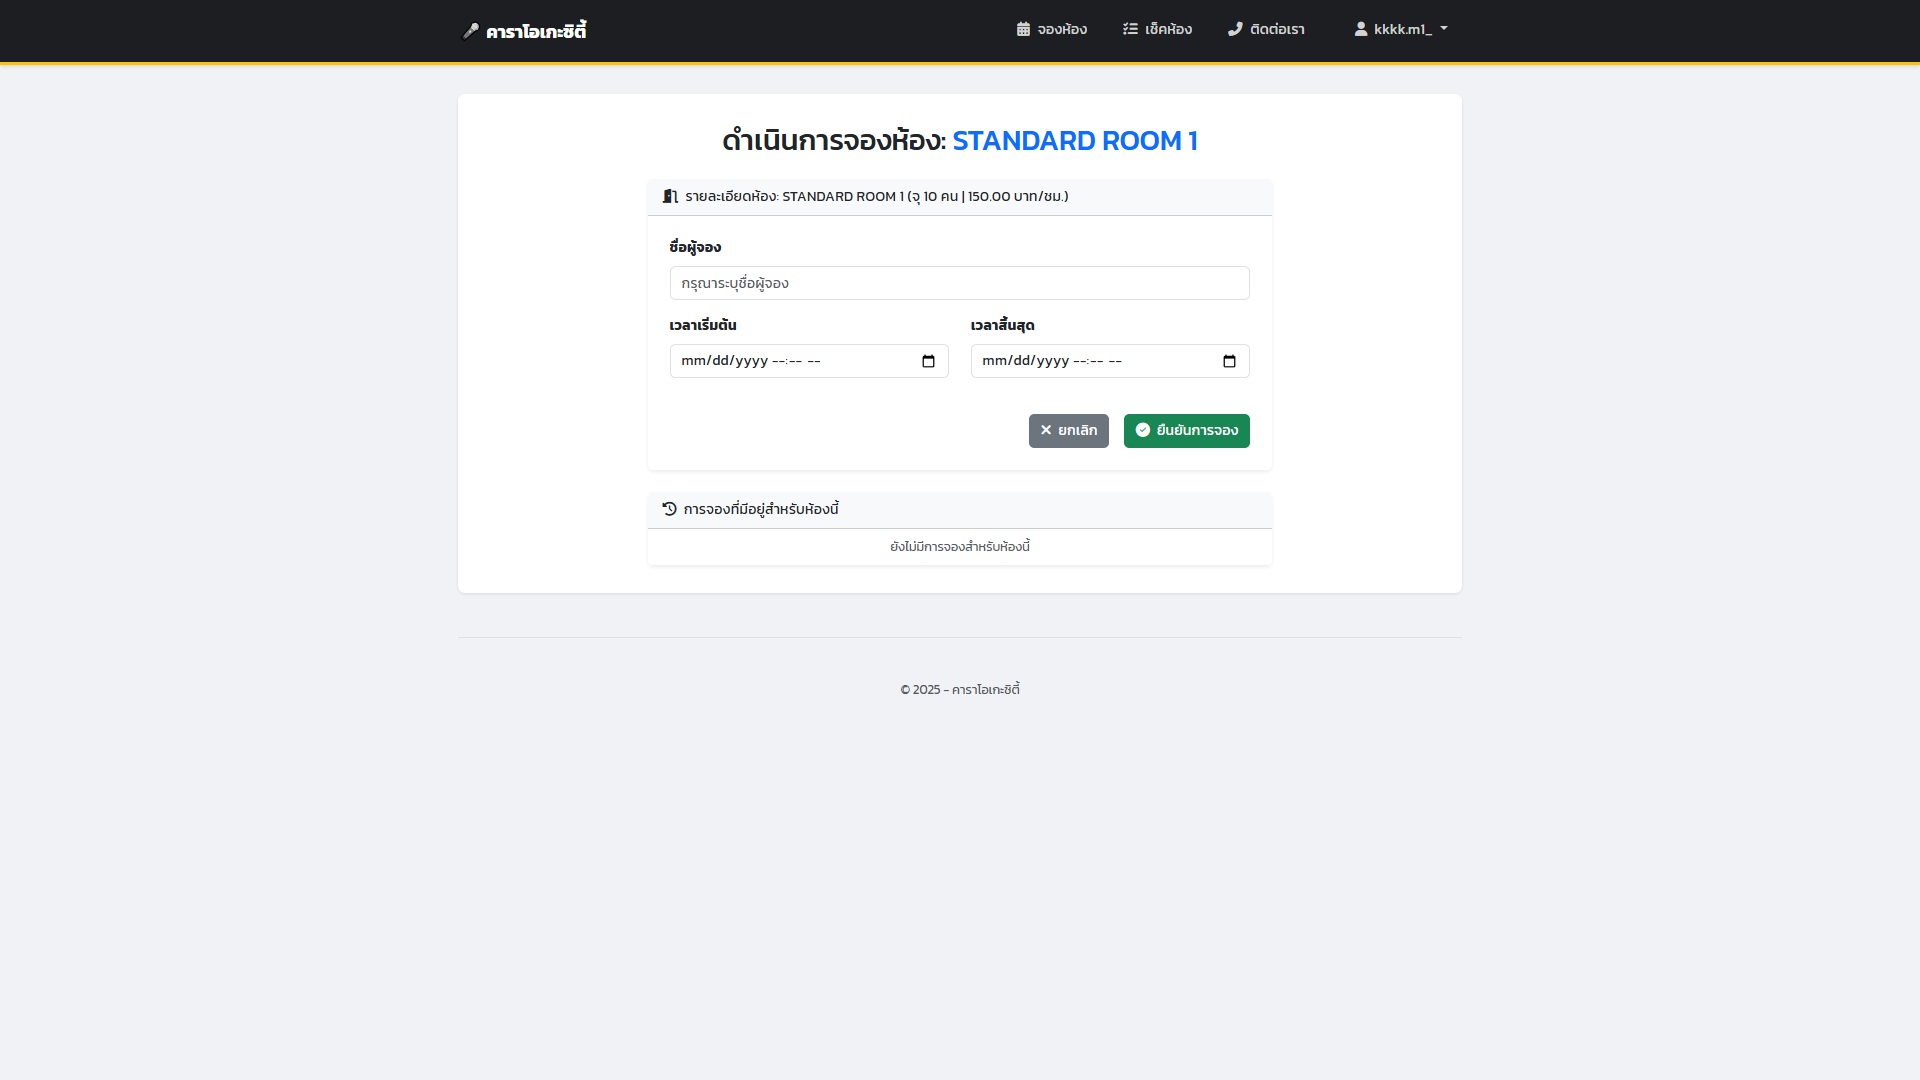 คาราโอเกะซิตี้
จองห้อง
เช็คห้อง
ติดต่อเรา
kkkk.m1_
ดำเนินการจองห้อง: STANDARD ROOM 1
รายละเอียดห้อง: STANDARD ROOM 1 (จุ 10 คน | 150.00 บาท/ชม.)
ชื่อผู้จอง
กรุณาระบุชื่อผู้จอง
เวลาเริ่มต้น
mm/dd/yyyy --:-- --
เวลาสิ้นสุด
mm/dd/yyyy --:-- --
ยกเลิก
ยืนยันการจอง
การจองที่มีอยู่สำหรับห้องนี้
ยังไม่มีการจองสำหรับห้องนี้
© 2025 - คาราโอเกะซิตี้